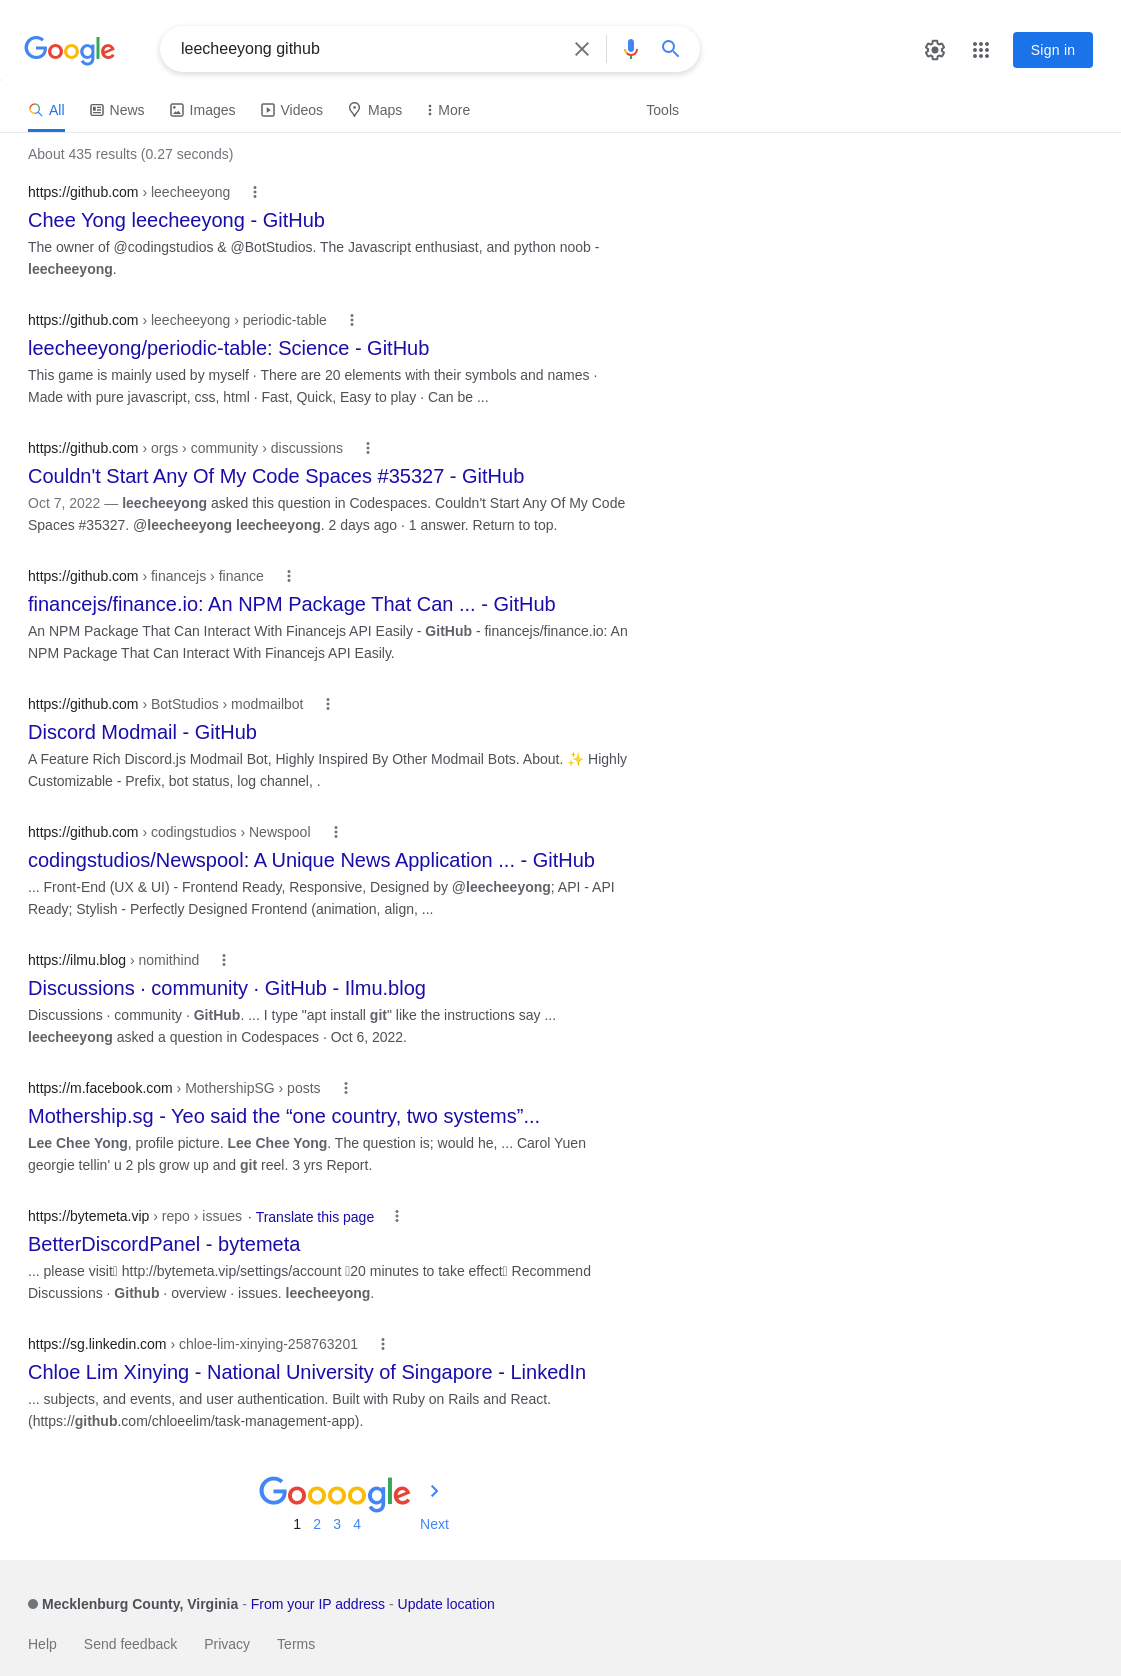 Google
leecheeyong github
Sign in
All News Images Videos Maps More Tools
About 435 results (0.27 seconds)
https://github.com › leecheeyong
Chee Yong leecheeyong - GitHub
The owner of @codingstudios & @BotStudios. The Javascript enthusiast, and python noob -
leecheeyong.
https://github.com › leecheeyong › periodic-table
leecheeyong/periodic-table: Science - GitHub
This game is mainly used by myself · There are 20 elements with their symbols and names ·
Made with pure javascript, css, html · Fast, Quick, Easy to play · Can be ...
https://github.com › orgs › community › discussions
Couldn't Start Any Of My Code Spaces #35327 - GitHub
Oct 7, 2022 — leecheeyong asked this question in Codespaces. Couldn't Start Any Of My Code
Spaces #35327. @leecheeyong leecheeyong. 2 days ago · 1 answer. Return to top.
https://github.com › financejs › finance
financejs/finance.io: An NPM Package That Can ... - GitHub
An NPM Package That Can Interact With Financejs API Easily - GitHub - financejs/finance.io: An
NPM Package That Can Interact With Financejs API Easily.
https://github.com › BotStudios › modmailbot
Discord Modmail - GitHub
A Feature Rich Discord.js Modmail Bot, Highly Inspired By Other Modmail Bots. About. ✨ Highly
Customizable - Prefix, bot status, log channel, .
https://github.com › codingstudios › Newspool
codingstudios/Newspool: A Unique News Application ... - GitHub
... Front-End (UX & UI) - Frontend Ready, Responsive, Designed by @leecheeyong; API - API
Ready; Stylish - Perfectly Designed Frontend (animation, align, ...
https://ilmu.blog › nomithind
Discussions · community · GitHub - Ilmu.blog
Discussions · community · GitHub. ... I type "apt install git" like the instructions say ...
leecheeyong asked a question in Codespaces · Oct 6, 2022.
https://m.facebook.com › MothershipSG › posts
Mothership.sg - Yeo said the “one country, two systems”...
Lee Chee Yong, profile picture. Lee Chee Yong. The question is; would he, ... Carol Yuen
georgie tellin' u 2 pls grow up and git reel. 3 yrs Report.
https://bytemeta.vip › repo › issues · Translate this page
BetterDiscordPanel - bytemeta
... please visit http://bytemeta.vip/settings/account 20 minutes to take effect Recommend
Discussions · Github · overview · issues. leecheeyong.
https://sg.linkedin.com › chloe-lim-xinying-258763201
Chloe Lim Xinying - National University of Singapore - LinkedIn
... subjects, and events, and user authentication. Built with Ruby on Rails and React.
(https://github.com/chloeelim/task-management-app).
Goooogle
1 2 3 4 Next
Mecklenburg County, Virginia - From your IP address - Update location
Help Send feedback Privacy Terms